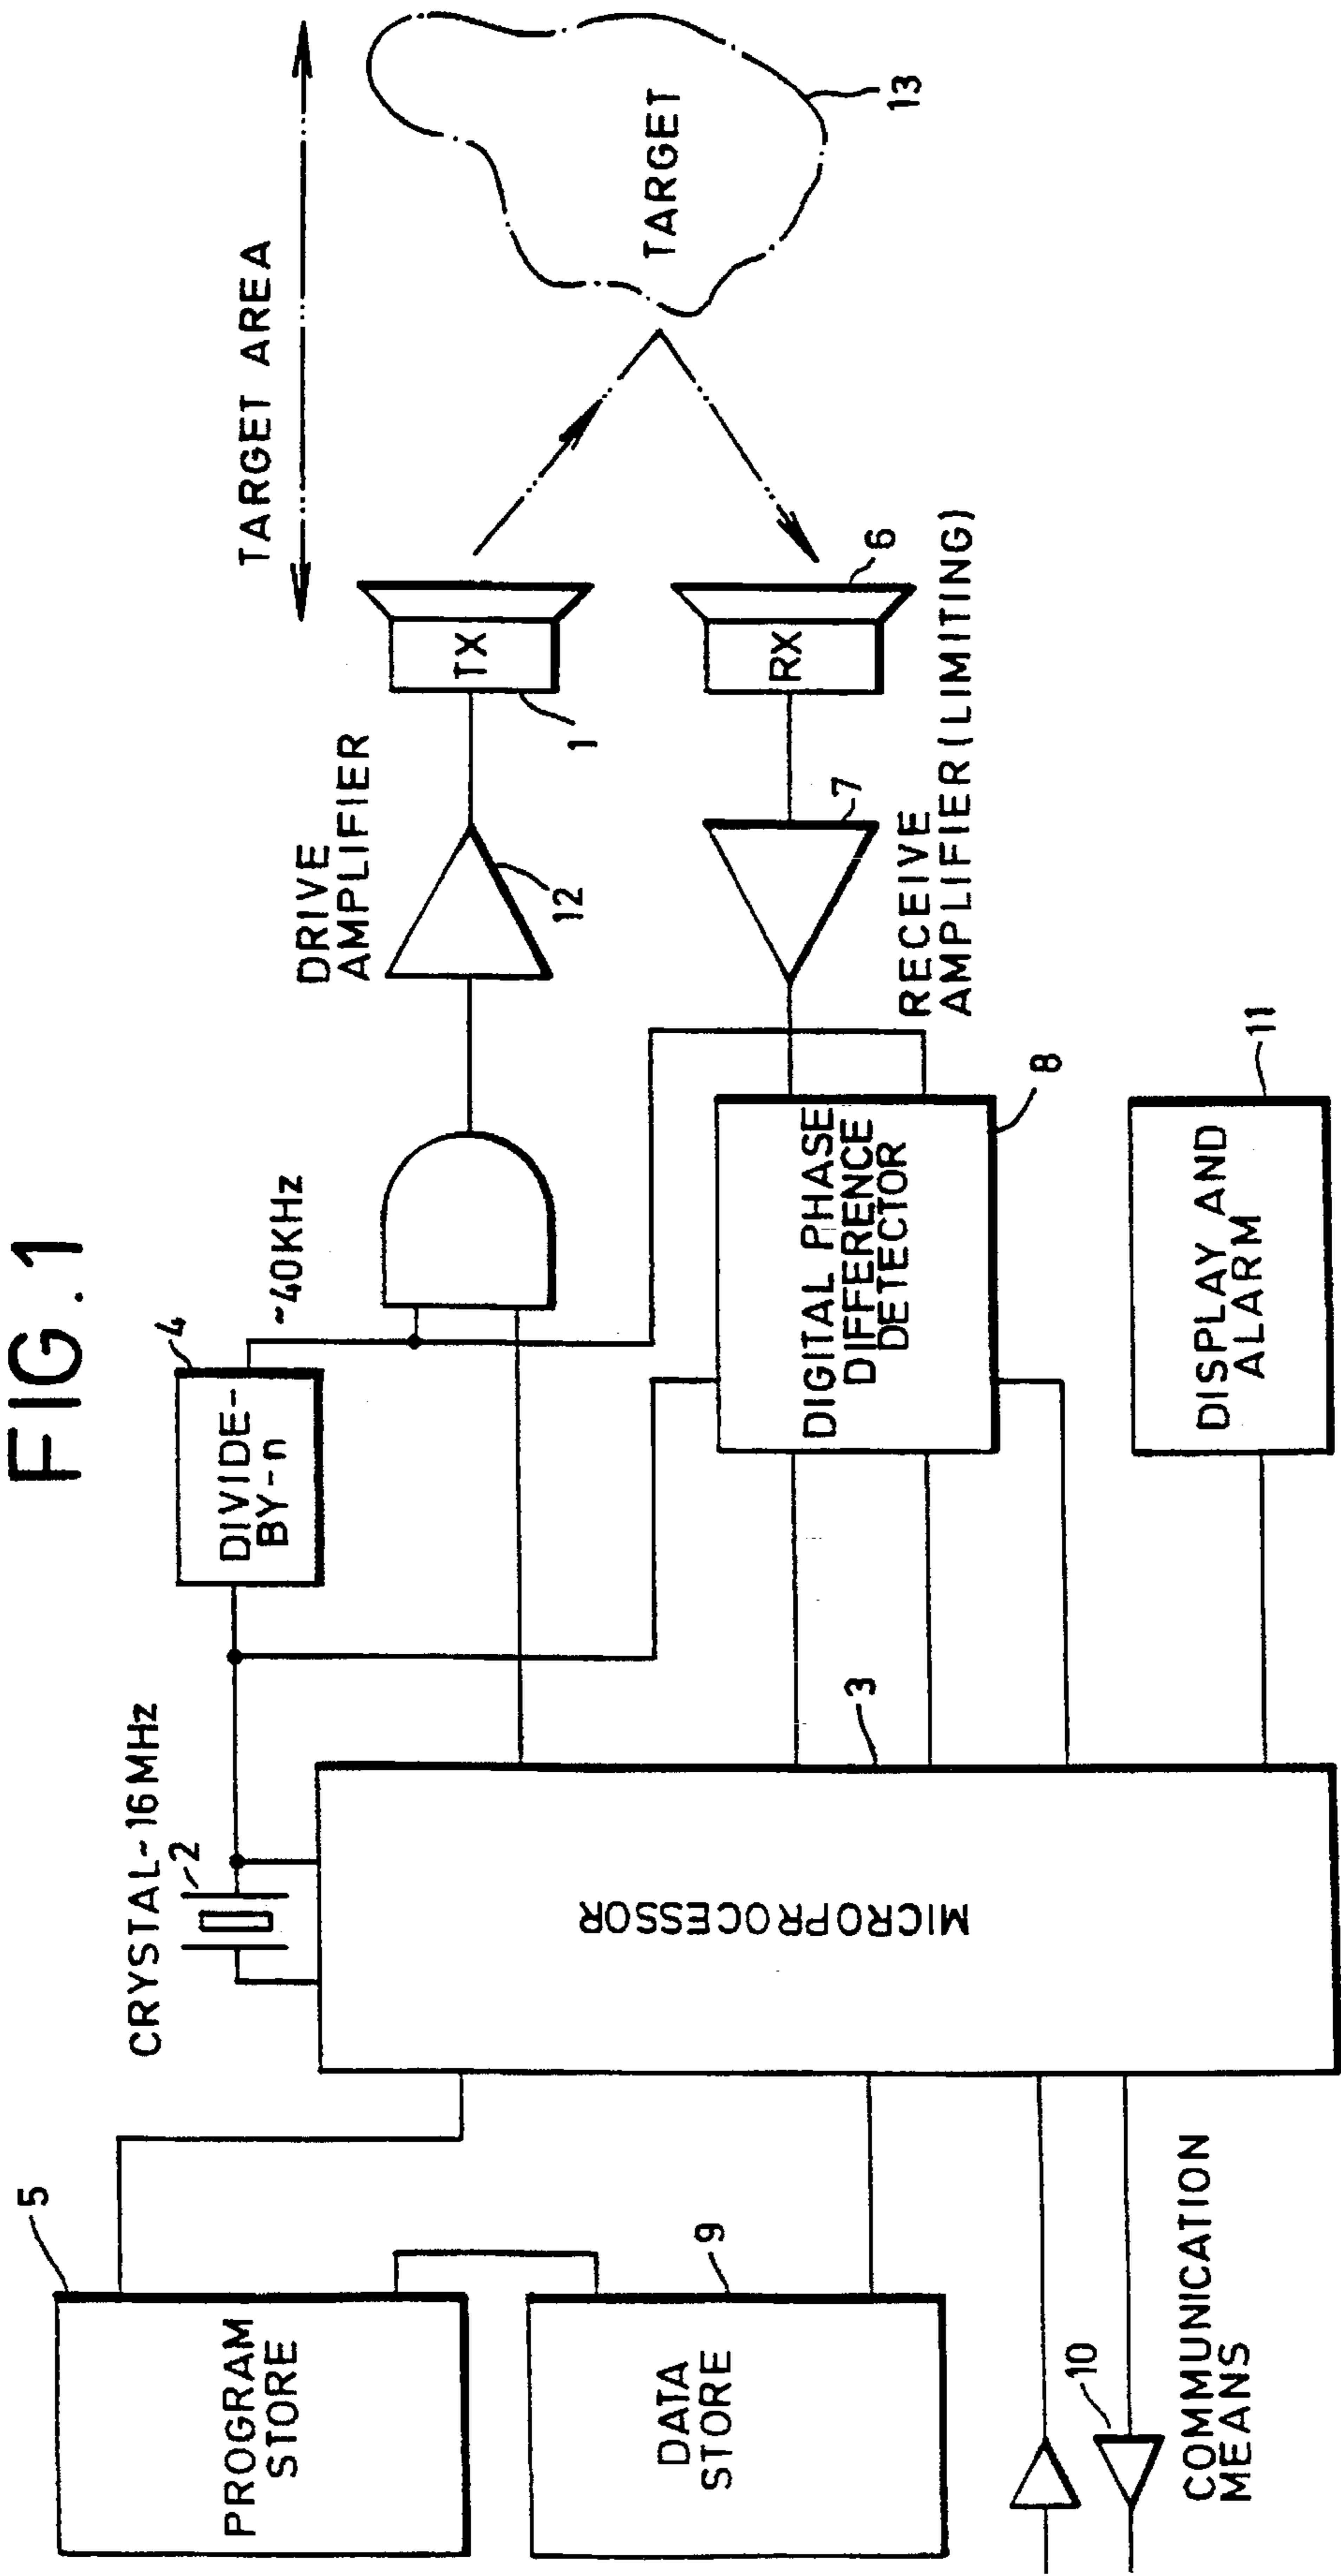 FIG.1
TARGET AREA
CRYSTAL~16MHz
2
4
DIVIDE-
BY-n
~40KHz
DRIVE
AMPLIFIER
12
TX
1
TARGET
13
5
PROGRAM
STORE
MICROPROCESSOR
3
DIGITAL PHASE
DIFFERENCE
DETECTOR
8
7
RX
6
RECEIVE
AMPLIFIER(LIMITING)
9
DATA
STORE
10
COMMUNICATION
MEANS
DISPLAY AND
ALARM
11